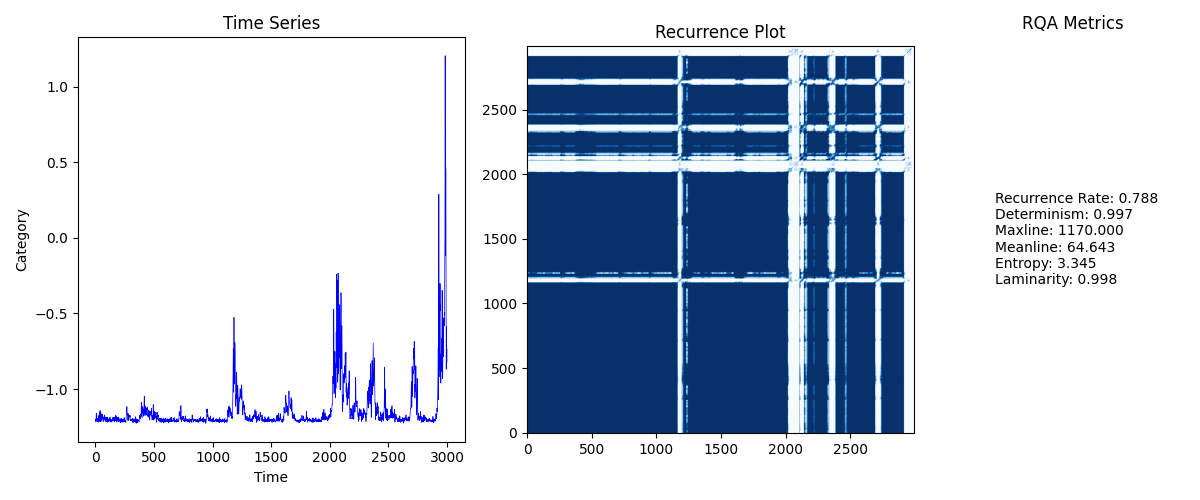 Time Series
Recurrence Plot
RQA Metrics
1.0
0.5
0.0
−0.5
−1.0
Category
0
500
1000
1500
2000
2500
3000
Time
2500
2000
1500
1000
500
0
0
500
1000
1500
2000
2500
Recurrence Rate: 0.788
Determinism: 0.997
Maxline: 1170.000
Meanline: 64.643
Entropy: 3.345
Laminarity: 0.998